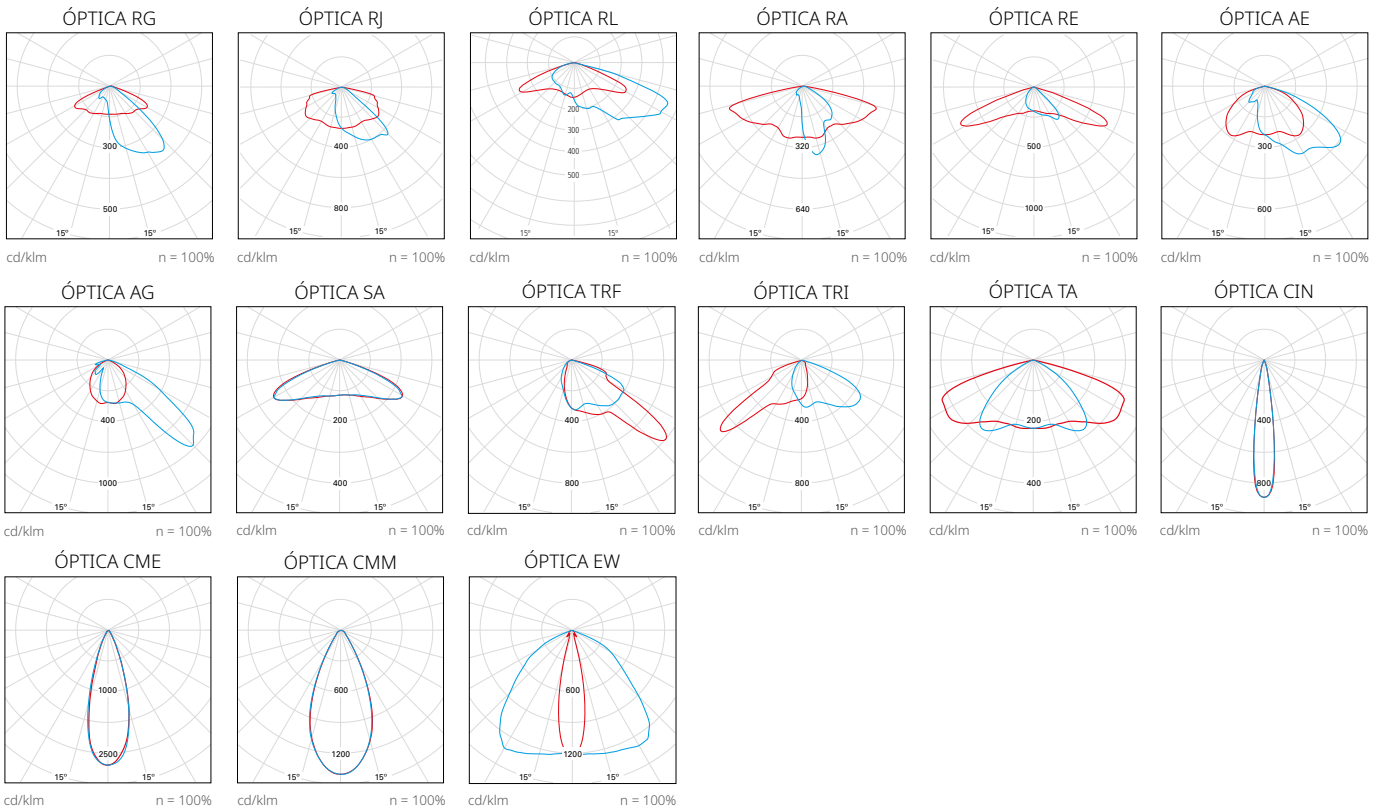 ÓPTICA RG
300
500
15°
15°
cd/klm
n = 100%
ÓPTICA RJ
400
800
15°
15°
cd/klm
n = 100%
ÓPTICA RL
200
300
400
500
15°
15°
cd/klm
n = 100%
ÓPTICA RA
320
640
15°
15°
cd/klm
n = 100%
ÓPTICA RE
500
1000
15°
15°
cd/klm
n = 100%
ÓPTICA AE
300
600
15°
15°
cd/klm
n = 100%
ÓPTICA AG
400
1000
15°
15°
cd/klm
n = 100%
ÓPTICA SA
200
400
15°
15°
cd/klm
n = 100%
ÓPTICA TRF
400
800
15°
15°
cd/klm
n = 100%
ÓPTICA TRI
400
800
15°
15°
cd/klm
n = 100%
ÓPTICA TA
200
400
15°
15°
cd/klm
n = 100%
ÓPTICA CIN
400
800
15°
15°
cd/klm
n = 100%
ÓPTICA CME
1000
2500
15°
15°
cd/klm
n = 100%
ÓPTICA CMM
600
1200
15°
15°
cd/klm
n = 100%
ÓPTICA EW
600
1200
15°
15°
cd/klm
n = 100%